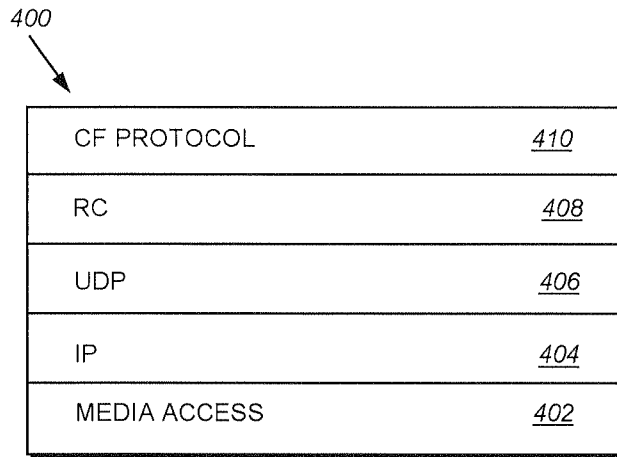 400
CF PROTOCOL 410
RC 408
UDP 406
IP 404
MEDIA ACCESS 402